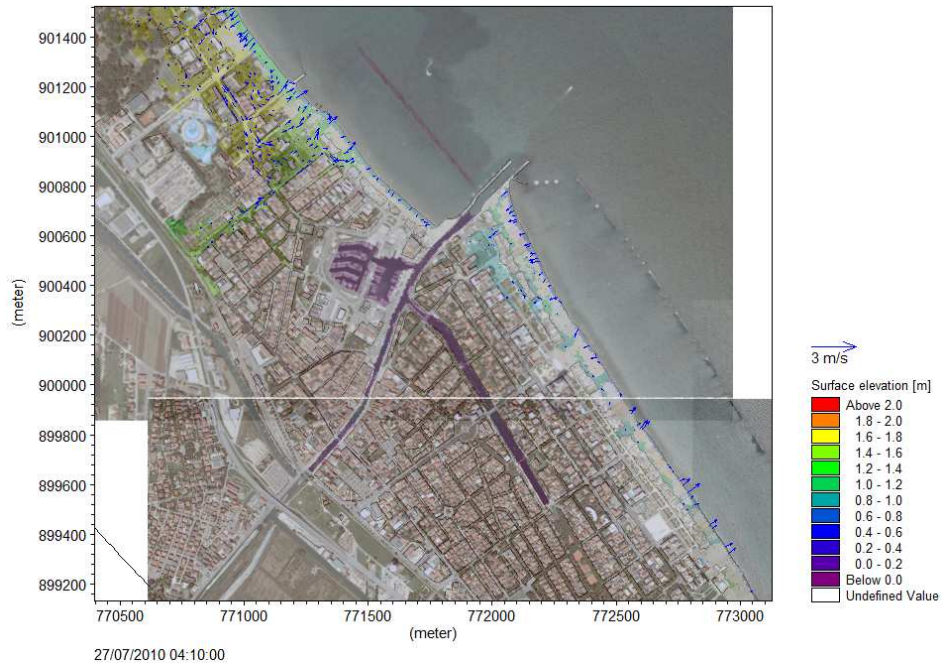 901400
901200
901000
900800
900600
900400
900200
900000
899800
899600
899400
899200
(meter)
770500
771000
771500
772000
772500
773000
(meter)
27/07/2010 04:10:00
3 m/s
Surface elevation [m]
Above 2.0
1.8 - 2.0
1.6 - 1.8
1.4 - 1.6
1.2 - 1.4
1.0 - 1.2
0.8 - 1.0
0.6 - 0.8
0.4 - 0.6
0.2 - 0.4
0.0 - 0.2
Below 0.0
Undefined Value